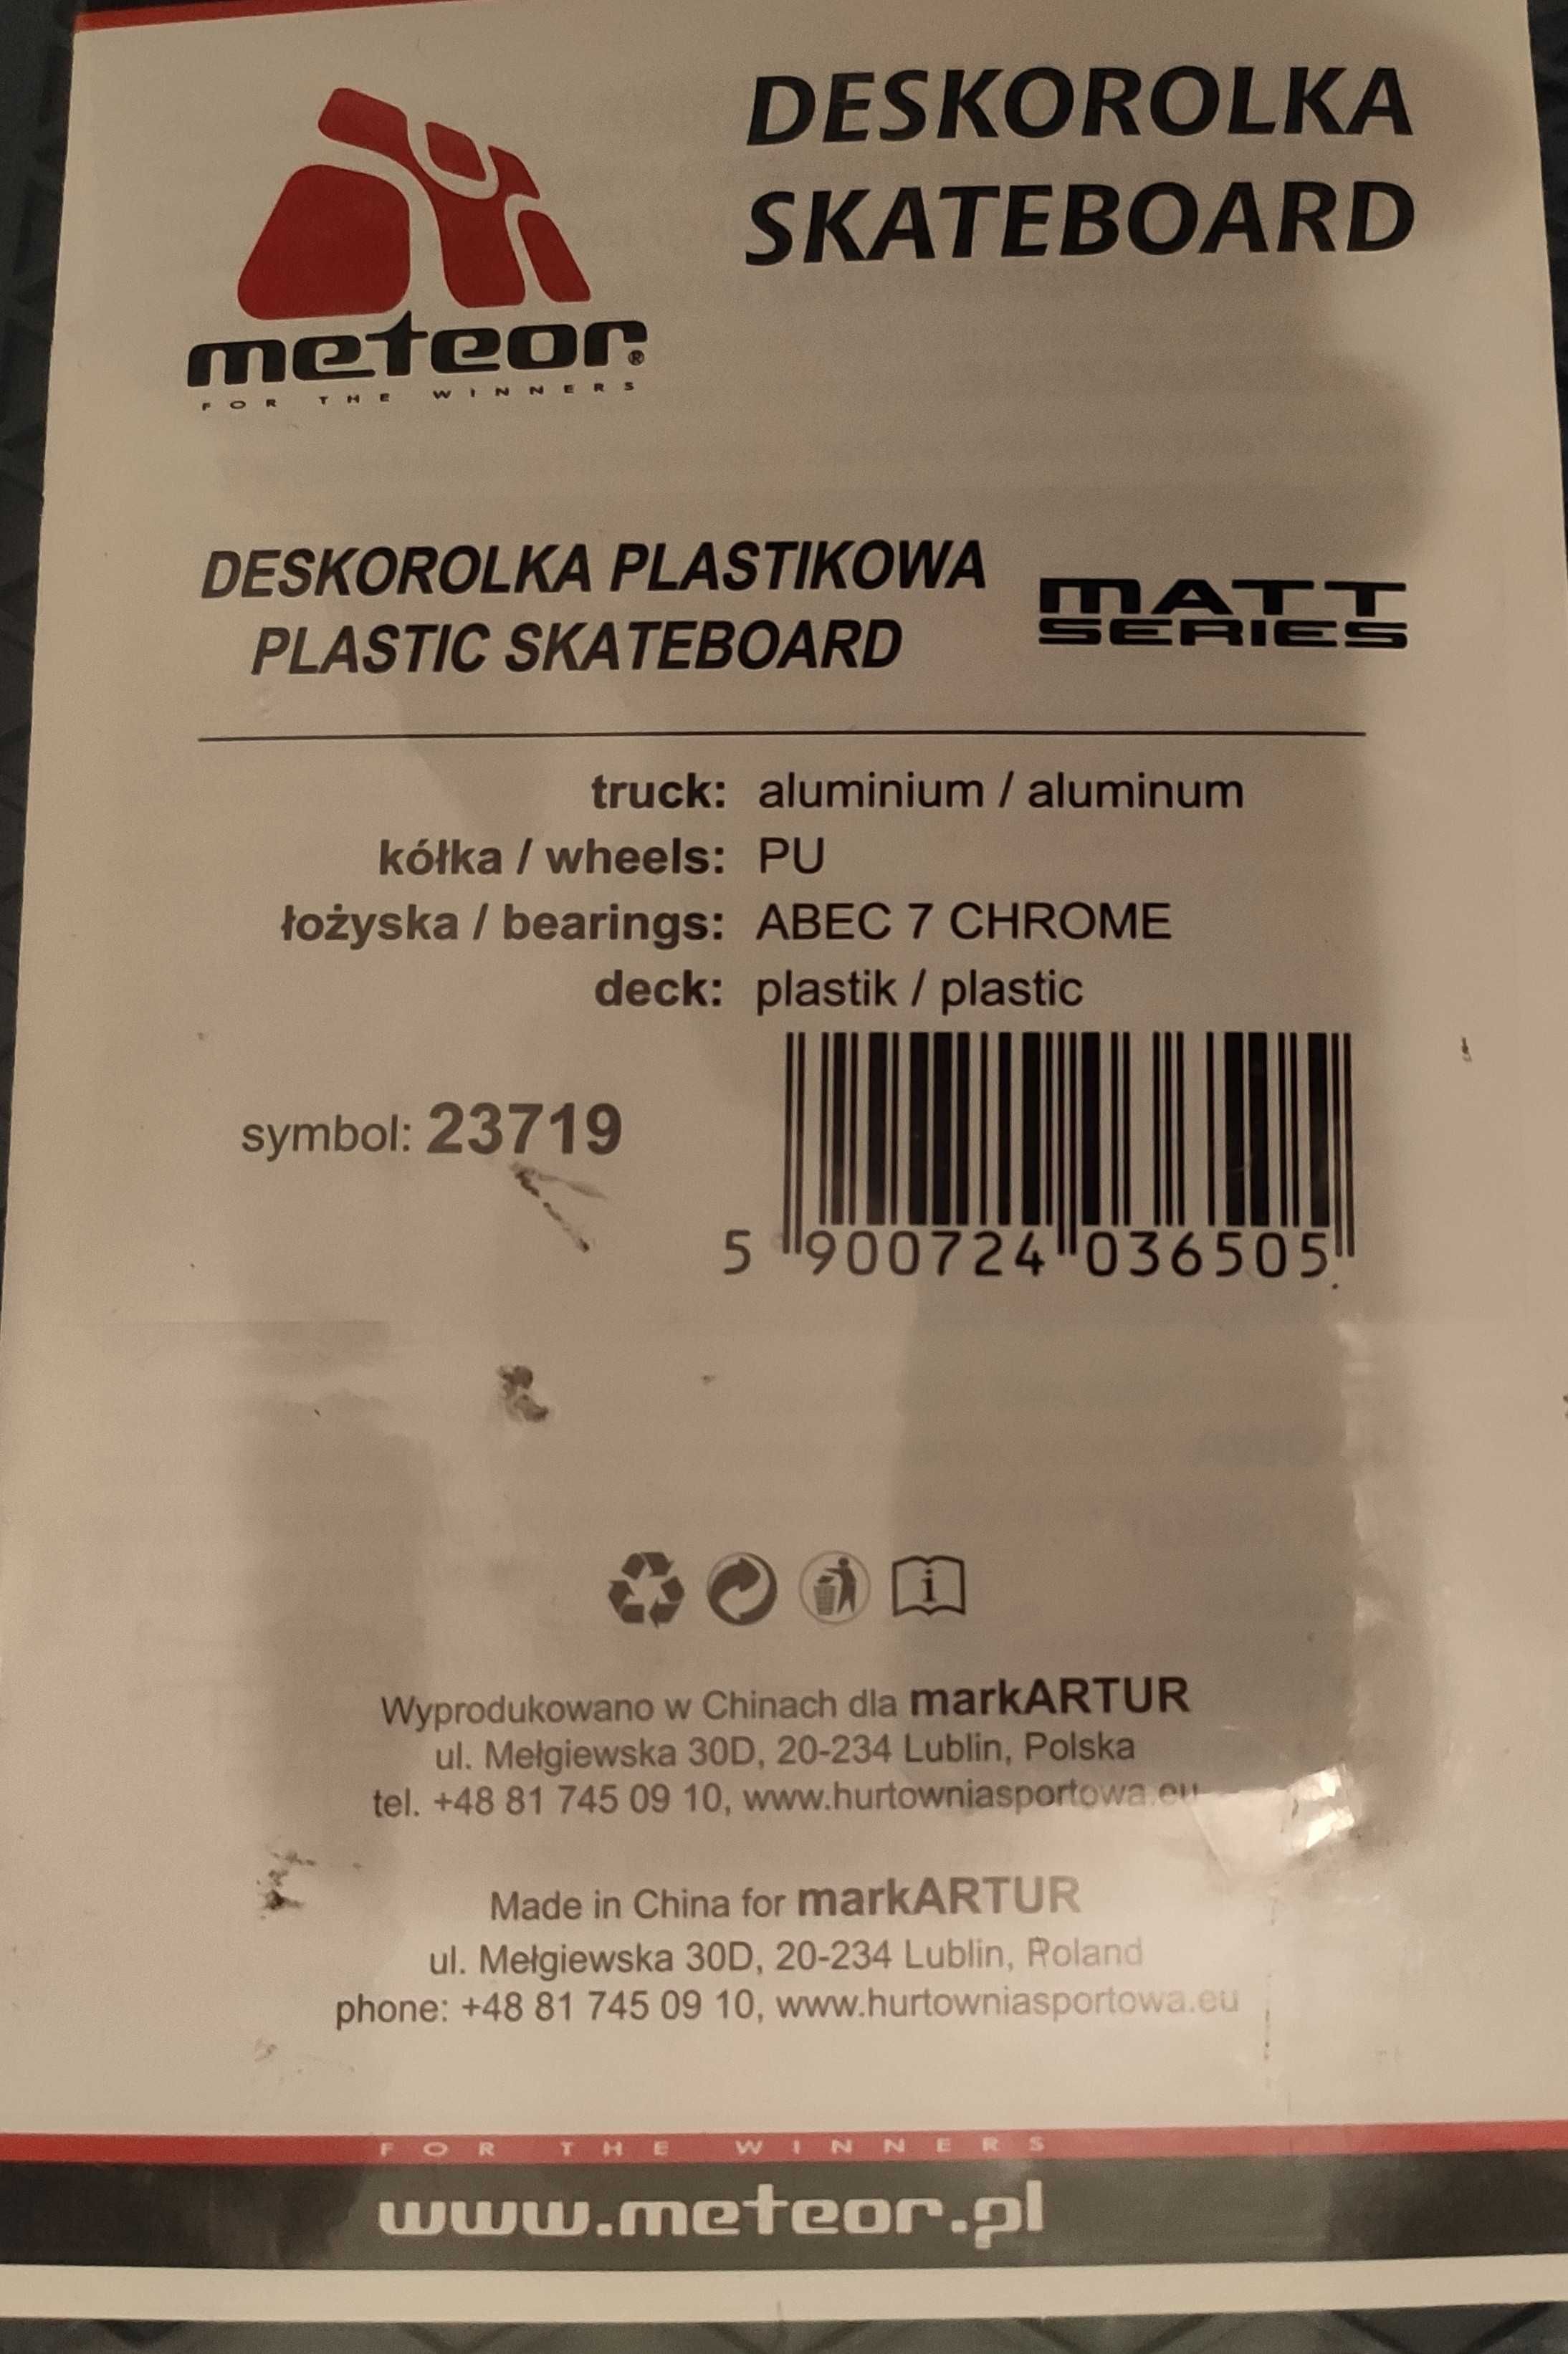 DESKOROLKA
SKATEBOARD
meteor®
FOR THE WINNERS
DESKOROLKA PLASTIKOWA
PLASTIC SKATEBOARD
MATT
SERIES
truck: aluminium / aluminum
kółka / wheels: PU
łożyska / bearings: ABEC 7 CHROME
deck: plastik / plastic
symbol: 23719
5 900724 036505
i
Wyprodukowano w Chinach dla markARTUR
ul. Mełgiewska 30D, 20-234 Lublin, Polska
tel. +48 81 745 09 10, www.hurtowniasportowa.eu
Made in China for markARTUR
ul. Mełgiewska 30D, 20-234 Lublin, Poland
phone: +48 81 745 09 10, www.hurtowniasportowa.eu
FOR THE WINNERS
www.meteor.pl